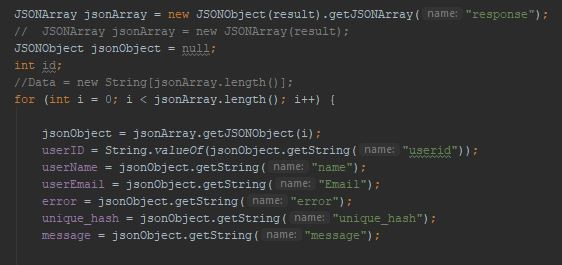 JSONArray jsonArray = new JSONObject(result).getJSONArray( name: "response");
//  JSONArray jsonArray = new JSONArray(result);
JSONObject jsonObject = null;
int id;
//Data = new String[jsonArray.length()];
for (int i = 0; i < jsonArray.length(); i++) {
jsonObject = jsonArray.getJSONObject(i);
userID = String.valueOf(jsonObject.getString( name: "userid"));
userName = jsonObject.getString( name: "name");
userEmail = jsonObject.getString( name: "Email");
error = jsonObject.getString( name: "error");
unique_hash = jsonObject.getString( name: "unique_hash");
message = jsonObject.getString( name: "message");